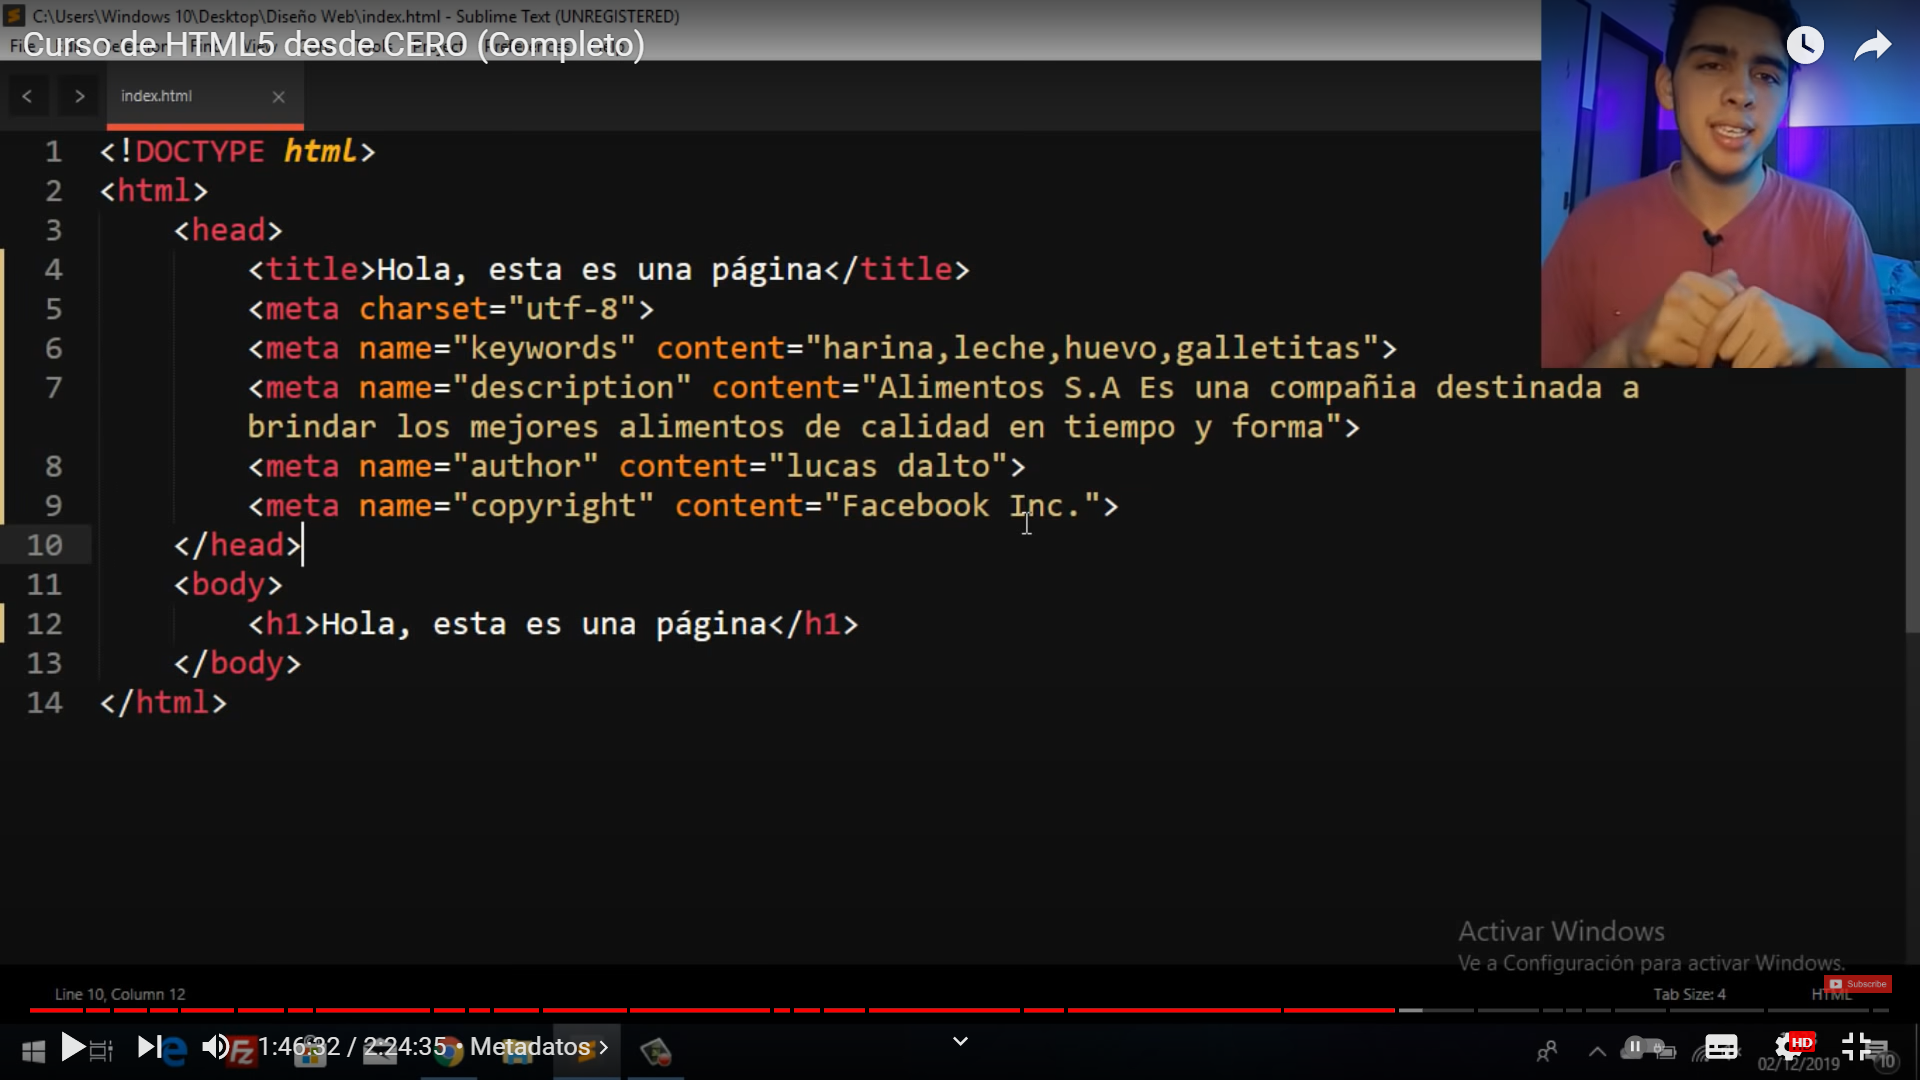 C:\Users\Windows 10\Desktop\Diseño Web\index.html - Sublime Text (UNREGISTERED)
Curso de HTML5 desde CERO (Completo)
index.html
1 <!DOCTYPE html>
2 <html>
3 <head>
4 <title>Hola, esta es una página</title>
5 <meta charset="utf-8">
6 <meta name="keywords" content="harina,leche,huevo,galletitas">
7 <meta name="description" content="Alimentos S.A Es una compañia destinada a
brindar los mejores alimentos de calidad en tiempo y forma">
8 <meta name="author" content="lucas dalto">
9 <meta name="copyright" content="Facebook Inc.">
10 </head>
11 <body>
12 <h1>Hola, esta es una página</h1>
13 </body>
14 </html>
Activar Windows
Ve a Configuración para activar Windows.
Subscribe
Line 10, Column 12
Tab Size: 4
HTML
1:46:32 / 2:24:35 • Metadatos >
HD
02/12/2019
10